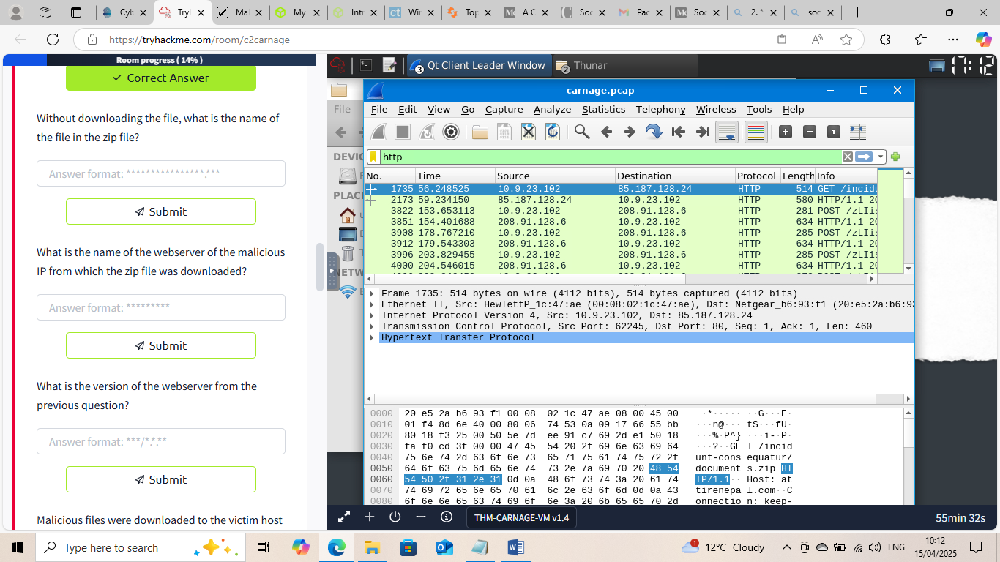 Cyb
Tryl
Mal
My
Intr
Wir
Top
A C
Soc
Pac
Soc
2. *
soc
https://tryhackme.com/room/c2carnage
Room progress ( 14% )
Correct Answer
Without downloading the file, what is the name of
the file in the zip file?
Answer format: ****************.***
Submit
What is the name of the webserver of the malicious
IP from which the zip file was downloaded?
Answer format: *********
Submit
What is the version of the webserver from the
previous question?
Answer format: ***/*.*.**
Submit
Malicious files were downloaded to the victim host
Qt Client Leader Window
Thunar
17:12
File
DEVIC
PLAC
NETW
carnage.pcap
File Edit View Go Capture Analyze Statistics Telephony Wireless Tools Help
http
No. Time Source Destination Protocol Length Info
1735 56.248525 10.9.23.102 85.187.128.24 HTTP 514 GET /incidu
2173 59.234150 85.187.128.24 10.9.23.102 HTTP 580 HTTP/1.1 20
3822 153.653113 10.9.23.102 208.91.128.6 HTTP 281 POST /zLIis
3851 154.401688 208.91.128.6 10.9.23.102 HTTP 634 HTTP/1.1 20
3908 178.767210 10.9.23.102 208.91.128.6 HTTP 285 POST /zLIis
3912 179.543303 208.91.128.6 10.9.23.102 HTTP 634 HTTP/1.1 20
3996 203.829455 10.9.23.102 208.91.128.6 HTTP 285 POST /zLIis
4000 204.546015 208.91.128.6 10.9.23.102 HTTP 634 HTTP/1.1 20
Frame 1735: 514 bytes on wire (4112 bits), 514 bytes captured (4112 bits)
Ethernet II, Src: HewlettP_1c:47:ae (00:08:02:1c:47:ae), Dst: Netgear_b6:93:f1 (20:e5:2a:b6:93
Internet Protocol Version 4, Src: 10.9.23.102, Dst: 85.187.128.24
Transmission Control Protocol, Src Port: 62245, Dst Port: 80, Seq: 1, Ack: 1, Len: 460
Hypertext Transfer Protocol
0000 20 e5 2a b6 93 f1 00 08 02 1c 47 ae 08 00 45 00 ·*····· ··G···E·
0010 01 f4 8d 6e 40 00 80 06 74 53 0a 09 17 66 55 bb ···n@··· tS···fU·
0020 80 18 f3 25 00 50 5e 7d ee 91 c7 69 2d e1 50 18 ···%·P^} ···i-·P·
0030 fa f0 cd 3f 00 00 47 45 54 20 2f 69 6e 63 69 64 ···?··GE T /incid
0040 75 6e 74 2d 63 6f 6e 73 65 71 75 61 74 75 72 2f unt-cons equatur/
0050 64 6f 63 75 6d 65 6e 74 73 2e 7a 69 70 20 48 54 document s.zip HT
0060 54 50 2f 31 2e 31 0d 0a 48 6f 73 74 3a 20 61 74 TP/1.1·· Host: at
0070 74 69 72 65 6e 65 70 61 6c 2e 63 6f 6d 0d 0a 43 tirenepa l.com··C
0080 6f 6e 6e 65 63 74 69 6f 6e 3a 20 6b 65 65 70 2d onnectio n: keep-
THM-CARNAGE-VM v1.4
55min 32s
Type here to search
1
12°C Cloudy
ENG
10:12
15/04/2025